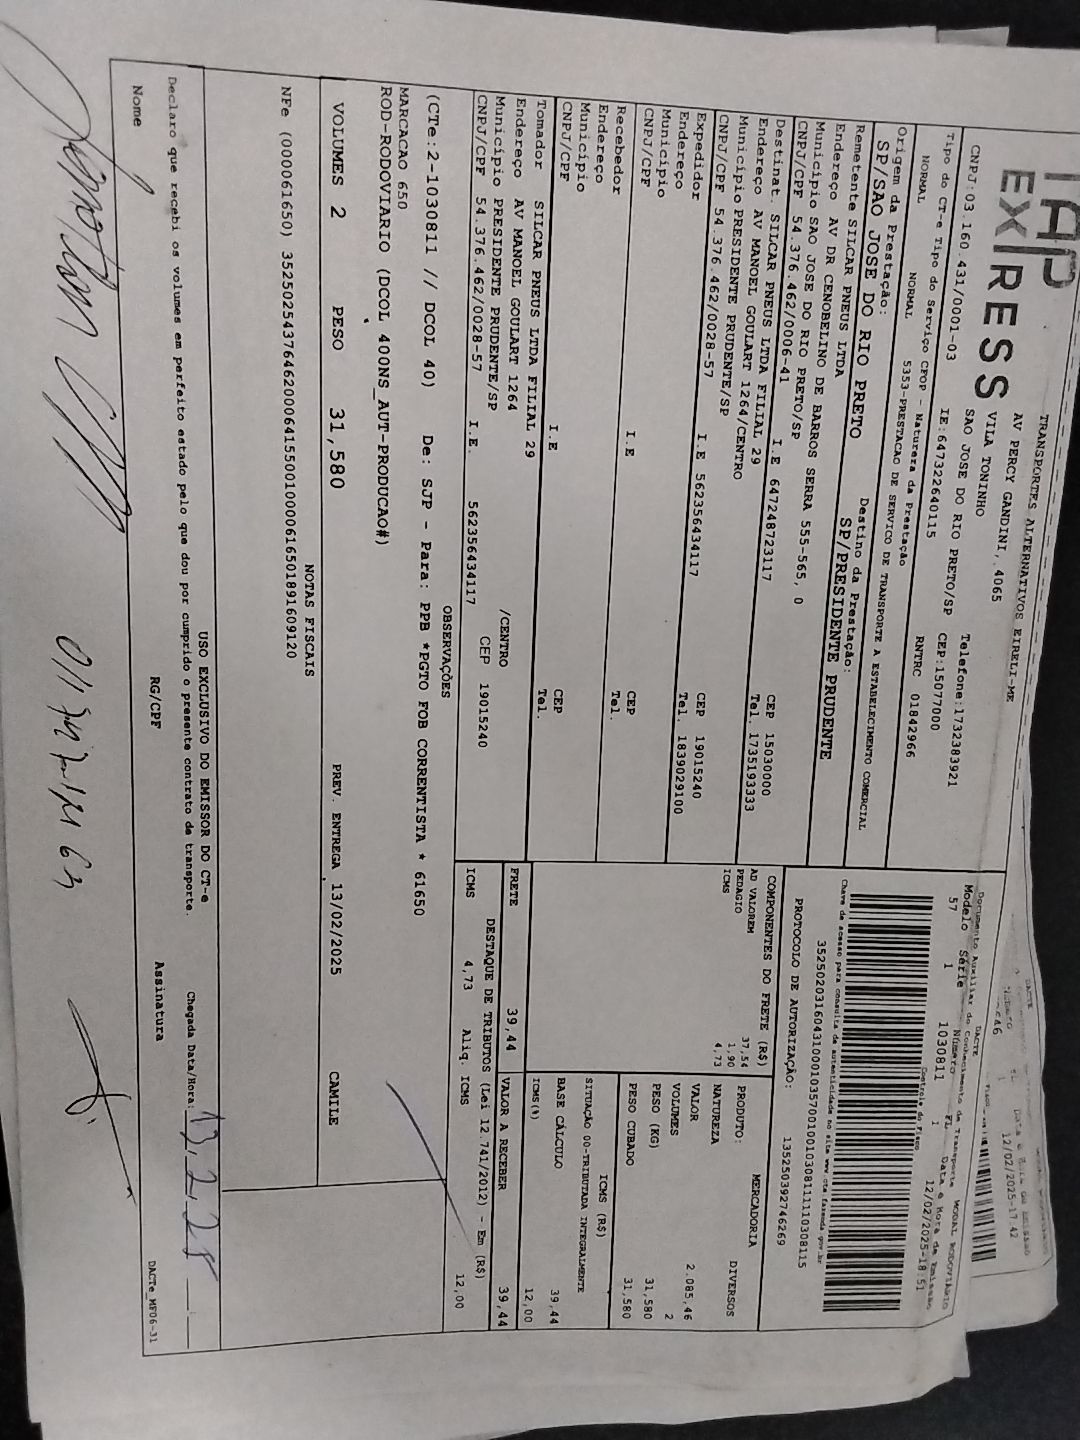 TAP
EXPRESS
TRANSPORTES ALTERNATIVOS EIRELI-ME
AV PERCY GANDINI, 4065
VILA TONINHO
SAO JOSE DO RIO PRETO/SP
Telefone:1732383921
CNPJ:03.160.431/0001-03 IE:647322640115 CEP:15077000
Tipo do CT-e Tipo do Serviço CFOP - Natureza da Prestação RNTRC 01842966
NORMAL NORMAL 5353-PRESTACAO DE SERVICO DE TRANSPORTE A ESTABELECIMENTO COMERCIAL
Origem da Prestação: Destino da Prestação:
SP/SAO JOSE DO RIO PRETO SP/PRESIDENTE PRUDENTE
Remetente SILCAR PNEUS LTDA
Endereço AV DR CENOBELINO DE BARROS SERRA 555-565, 0
Município SAO JOSE DO RIO PRETO/SP CEP 15030000
CNPJ/CPF 54.376.462/0006-41 I.E 647248723117 Tel. 1735193333
Destinat. SILCAR PNEUS LTDA FILIAL 29
Endereço AV MANOEL GOULART 1264/CENTRO
Município PRESIDENTE PRUDENTE/SP CEP 19015240
CNPJ/CPF 54.376.462/0028-57 I.E 562356434117 Tel. 1839029100
Expedidor
Endereço
Município CEP
CNPJ/CPF I.E Tel.
Recebedor
Endereço
Município CEP
CNPJ/CPF I.E Tel.
Tomador SILCAR PNEUS LTDA FILIAL 29
Endereço AV MANOEL GOULART 1264 /CENTRO
Município PRESIDENTE PRUDENTE/SP CEP 19015240
CNPJ/CPF 54.376.462/0028-57 I.E. 562356434117
DACTE
12/02/2025-17:42
DACTE MODAL RODOVIÁRIO
Documento Auxiliar do Conhecimento de Transporte
Modelo Série Número FL Data e Hora de Emissão
57 1 1030811 1 12/02/2025-18:51
Controle do Fisco
Chave de acesso para consulta de autenticidade no site www.cte.fazenda.gov.br
35250203160431000103570010010308111110308115
PROTOCOLO DE AUTORIZAÇÃO: 135250392746269
COMPONENTES DO FRETE (R$)
AD VALOREM 37,54
PEDAGIO 1,90
ICMS 4,73
PRODUTO: MERCADORIA
NATUREZA DIVERSOS
VALOR 2.085,46
VOLUMES 2
PESO (KG) 31,580
PESO CUBADO 31,580
ICMS (R$)
SITUAÇÃO 00-TRIBUTADA INTEGRALMENTE
BASE CÁLCULO 39,44
ICMS (%) 12,00
FRETE 39,44 VALOR A RECEBER 39,44
DESTAQUE DE TRIBUTOS (Lei 12.741/2012) - Em (R$)
ICMS 4,73 Aliq. ICMS 12,00
OBSERVAÇÕES
(CTe:2-1030811 // DCOL 40) De: SJP - Para: PPB *PGTO FOB CORRENTISTA * 61650
MARCACAO 650
ROD-RODOVIARIO (DCOL 400NS_AUT-PRODUCAO#)
VOLUMES 2 PESO 31,580 PREV. ENTREGA 13/02/2025 CAMILE
NOTAS FISCAIS
NFe (000061650) 35250254376462000641550010000616501891609120
USO EXCLUSIVO DO EMISSOR DO CT-e
Declaro que recebi os volumes em perfeito estado pelo que dou por cumprido o presente contrato de transporte. Chegada Data/Hora: 13,2,25
Nome RG/CPF Assinatura
DACTe_MF06-31